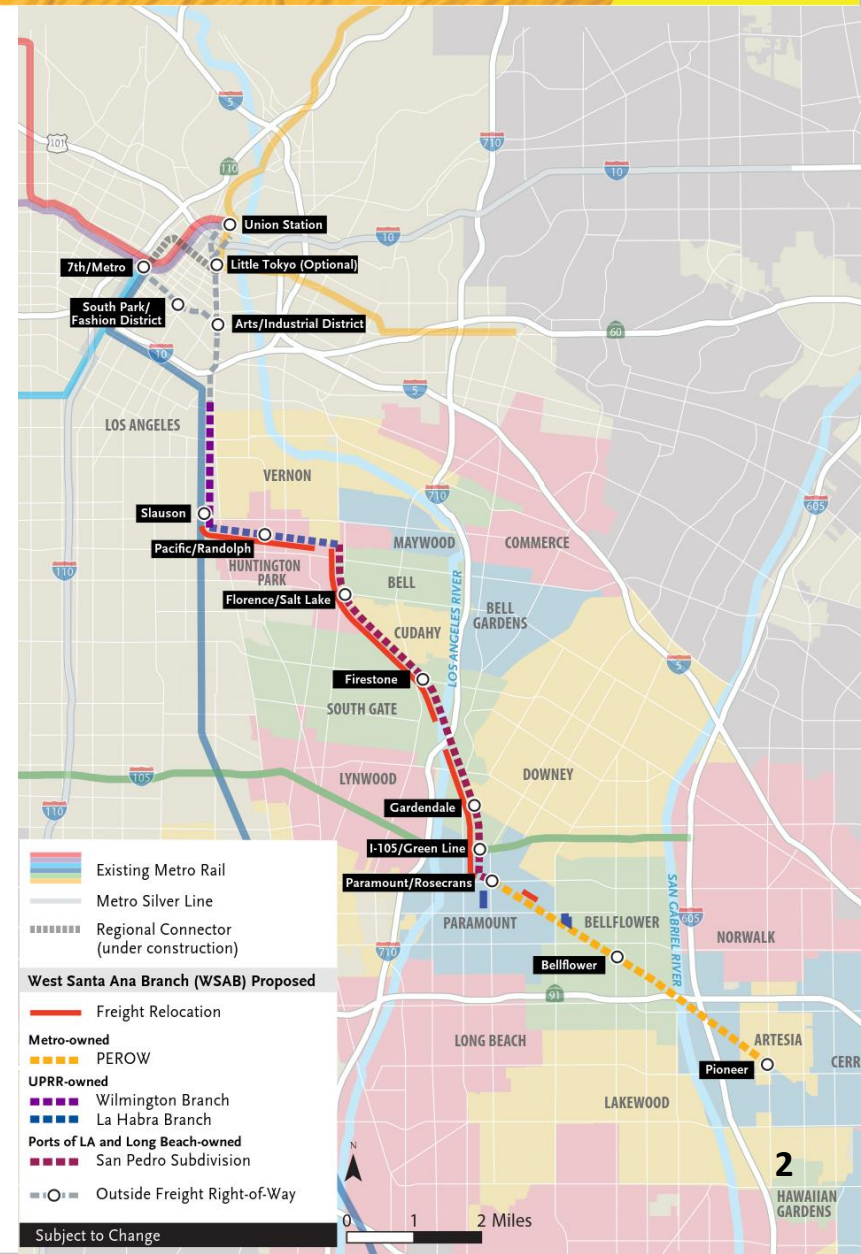 5
101
710
110
10
Union Station
10
7th/Metro
Little Tokyo (Optional)
South Park/
Fashion District
Arts/Industrial District
60
10
5
LOS ANGELES
VERNON
710
605
Slauson
Pacific/Randolph
MAYWOOD
COMMERCE
HUNTINGTON
PARK
110
BELL
Florence/Salt Lake
BELL
GARDENS
LOS ANGELES RIVER
CUDAHY
5
Firestone
SOUTH GATE
105
LYNWOOD
DOWNEY
110
Gardendale
I-105/Green Line
Paramount/Rosecrans
SAN GABRIEL RIVER
605
PARAMOUNT
BELLFLOWER
NORWALK
710
Bellflower
91
LONG BEACH
ARTESIA
CERR
Pioneer
LAKEWOOD
2
HAWAIIAN
GARDENS
Existing Metro Rail
Metro Silver Line
Regional Connector
(under construction)
West Santa Ana Branch (WSAB) Proposed
Freight Relocation
Metro-owned
PEROW
UPRR-owned
Wilmington Branch
La Habra Branch
Ports of LA and Long Beach-owned
San Pedro Subdivision
Outside Freight Right-of-Way
Subject to Change
N
0 1 2 Miles